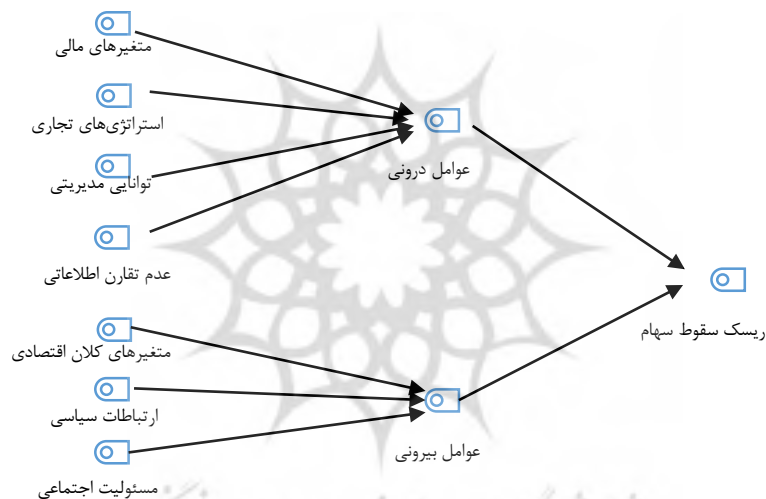 متغیرهای مالی
استراتژی‌های تجاری
توانایی مدیریتی
عوامل درونی
عدم تقارن اطلاعاتی
ریسک سقوط سهام
متغیرهای کلان اقتصادی
ارتباطات سیاسی
عوامل بیرونی
مسئولیت اجتماعی